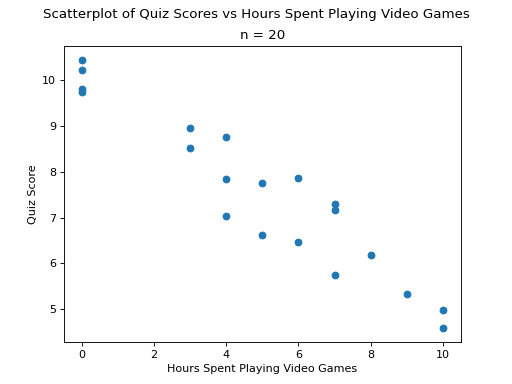 Scatterplot of Quiz Scores vs Hours Spent Playing Video Games
n = 20
10
9
8
7
6
5
Quiz Score
0 2 4 6 8 10
Hours Spent Playing Video Games